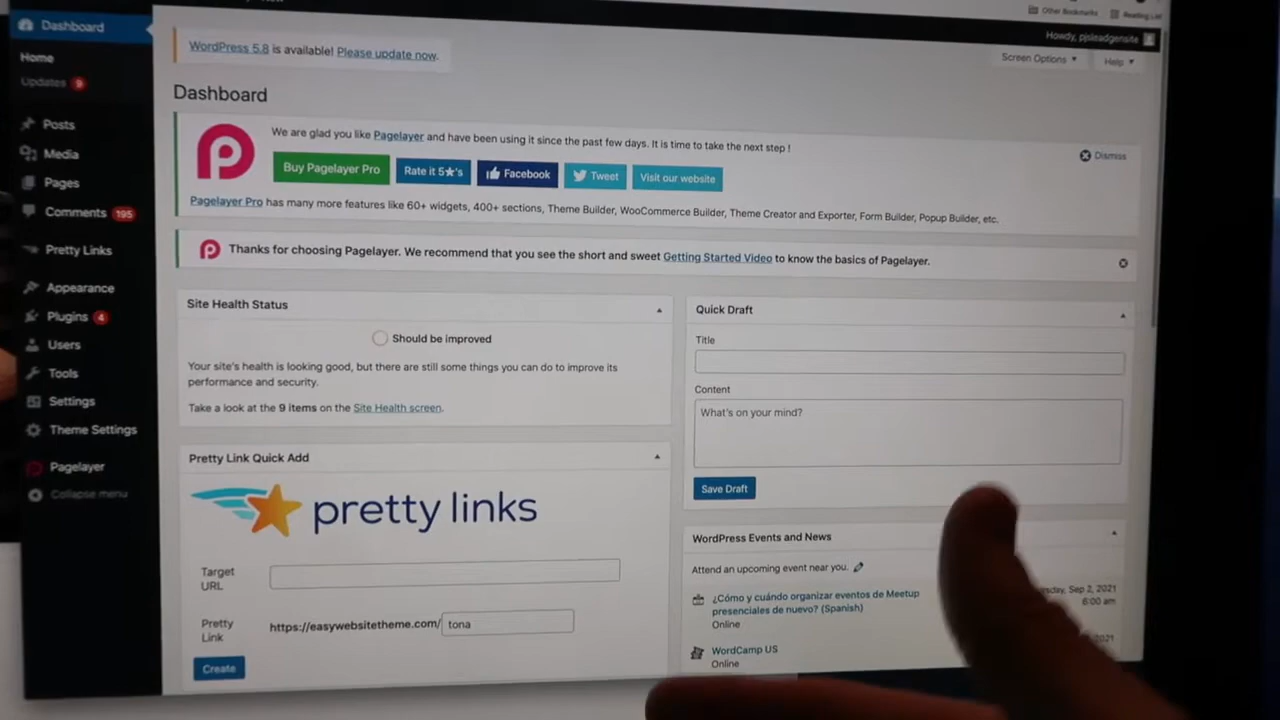 Other Bookmarks
Reading List
Howdy, pjsleadgensite
Dashboard
Home
Updates 9
Posts
Media
Pages
Comments 195
Pretty Links
Appearance
Plugins 4
Users
Tools
Settings
Theme Settings
Pagelayer
Collapse menu
WordPress 5.8 is available! Please update now.
Screen Options
Help
Dashboard
We are glad you like Pagelayer and have been using it since the past few days. It is time to take the next step !
Dismiss
Buy Pagelayer Pro
Rate it 5★'s
Facebook
Tweet
Visit our website
Pagelayer Pro has many more features like 60+ widgets, 400+ sections, Theme Builder, WooCommerce Builder, Theme Creator and Exporter, Form Builder, Popup Builder, etc.
Thanks for choosing Pagelayer. We recommend that you see the short and sweet Getting Started Video to know the basics of Pagelayer.
Site Health Status
Should be improved
Your site's health is looking good, but there are still some things you can do to improve its
performance and security.
Take a look at the 9 items on the Site Health screen.
Pretty Link Quick Add
pretty links
Target
URL
Pretty
Link
https://easywebsitetheme.com/
tona
Create
Quick Draft
Title
Content
What's on your mind?
Save Draft
WordPress Events and News
Attend an upcoming event near you.
¿Cómo y cuándo organizar eventos de Meetup
presenciales de nuevo? (Spanish)
Online
Sep 2, 2021
6:00 am
WordCamp US
Online
2021